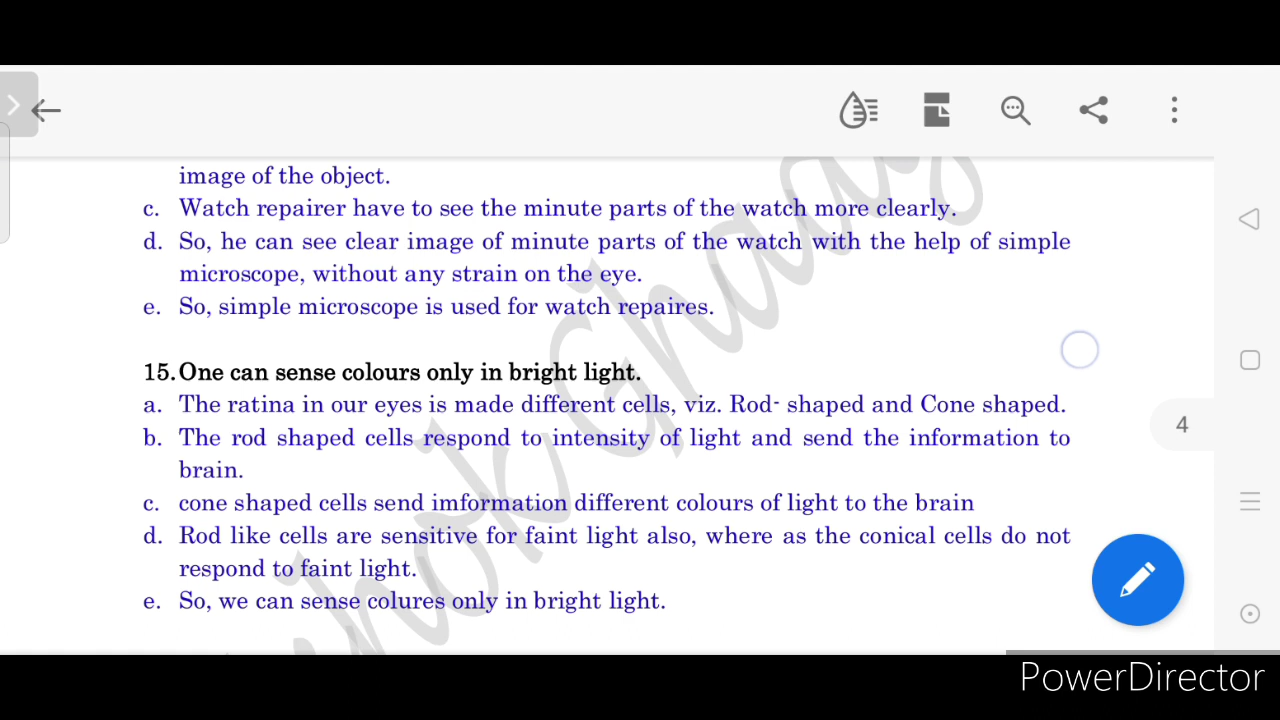 image of the object.
c. Watch repairer have to see the minute parts of the watch more clearly.
d. So, he can see clear image of minute parts of the watch with the help of simple
microscope, without any strain on the eye.
e. So, simple microscope is used for watch repaires.
15. One can sense colours only in bright light.
a. The ratina in our eyes is made different cells, viz. Rod- shaped and Cone shaped.
b. The rod shaped cells respond to intensity of light and send the information to
brain.
c. cone shaped cells send imformation different colours of light to the brain
d. Rod like cells are sensitive for faint light also, where as the conical cells do not
respond to faint light.
e. So, we can sense colures only in bright light.
4
PowerDirector